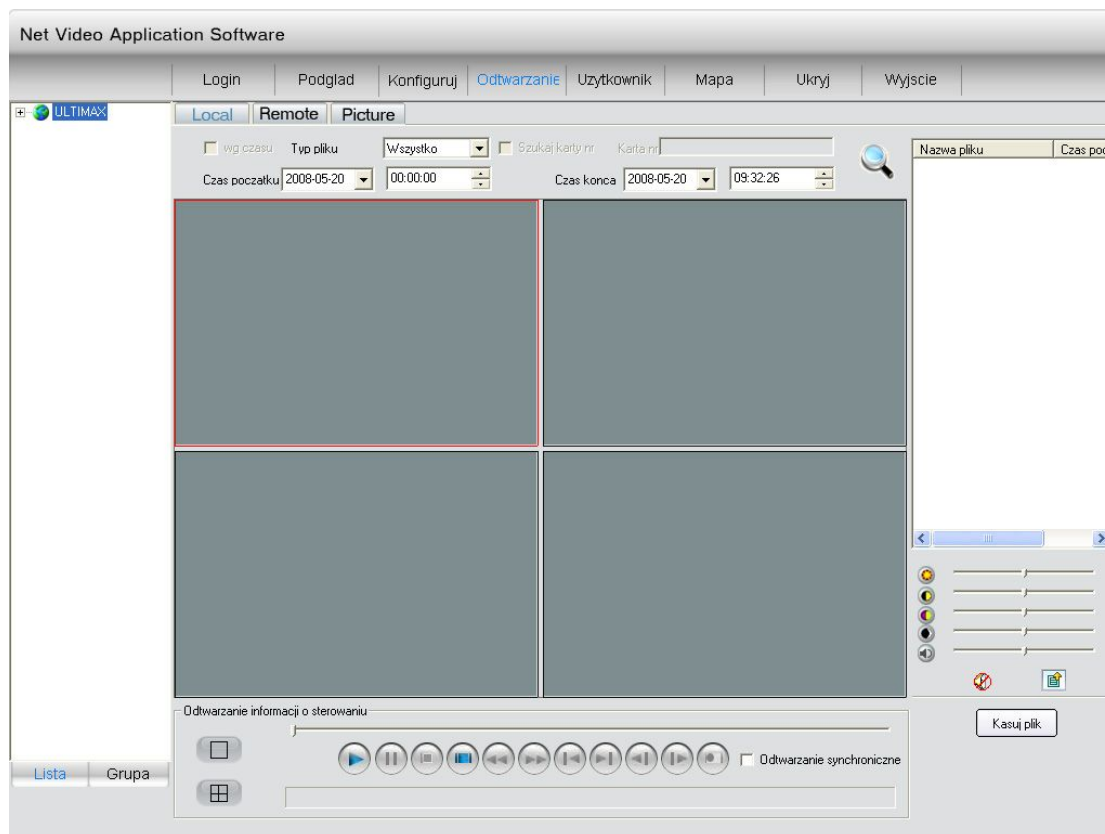 Net Video Application Software
Login Podglad Konfiguruj Odtwarzanie Uzytkownik Mapa Ukryj Wyjscie
ULTIMAX
Local Remote Picture
wg czasu Typ pliku Wszystko Szukaj karty nr Karta nr
Czas poczatku 2008-05-20 00:00:00 Czas konca 2008-05-20 09:32:26
Nazwa pliku Czas poc
Odtwarzanie informacji o sterowaniu
Odtwarzanie synchroniczne
Kasuj plik
Lista Grupa